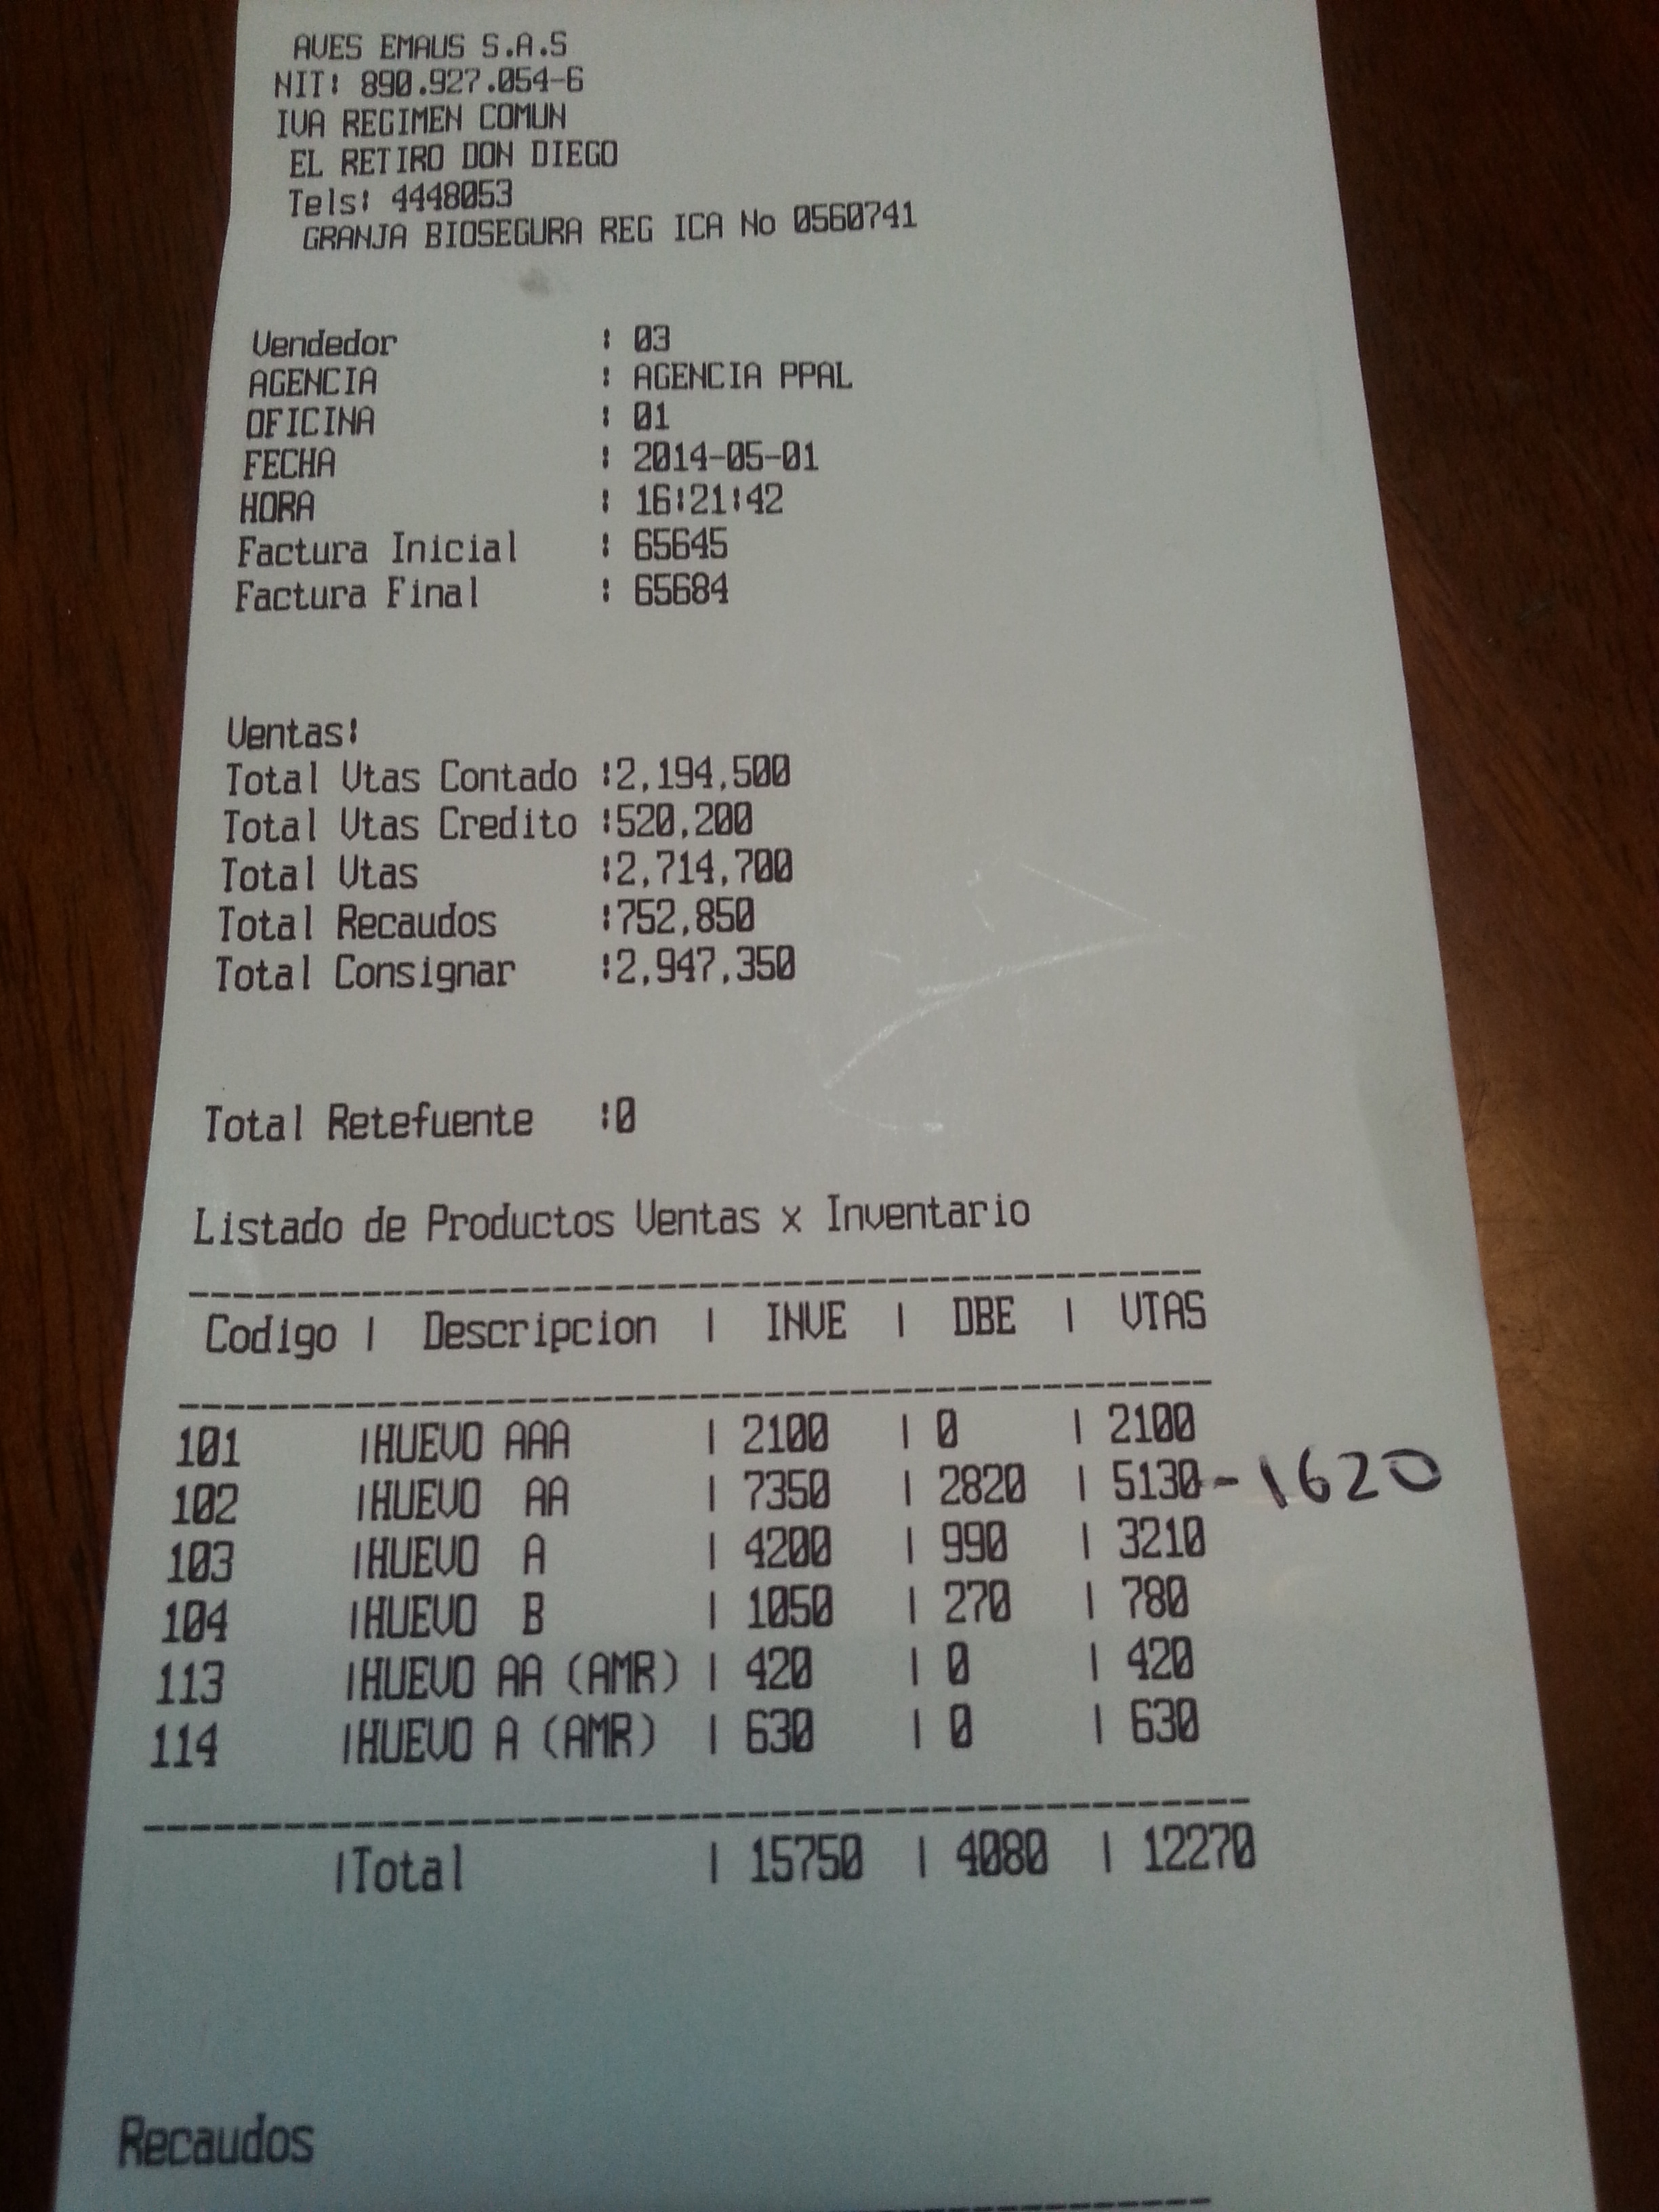 AVES EMAUS S.A.S
NIT: 890.927.054-6
IVA REGIMEN COMUN
EL RETIRO DON DIEGO
Tels: 4448053
GRANJA BIOSEGURA REG ICA No 0560741
Vendedor : 03
AGENCIA : AGENCIA PPAL
OFICINA : 01
FECHA : 2014-05-01
HORA : 16:21:42
Factura Inicial : 65645
Factura Final : 65684
Ventas:
Total Vtas Contado :2,194,500
Total Vtas Credito :520,200
Total Vtas :2,714,700
Total Recaudos :752,850
Total Consignar :2,947,350
Total Retefuente :0
Listado de Productos Ventas x Inventario
Codigo | Descripcion | INVE | DBE | VTAS
101 |HUEVO AAA | 2100 | 0 | 2100
102 |HUEVO AA | 7350 | 2820 | 5130 - 1620
103 |HUEVO A | 4200 | 990 | 3210
104 |HUEVO B | 1050 | 270 | 780
113 |HUEVO AA (AMR) | 420 | 0 | 420
114 |HUEVO A (AMR) | 630 | 0 | 630
|Total | 15750 | 4080 | 12270
Recaudos